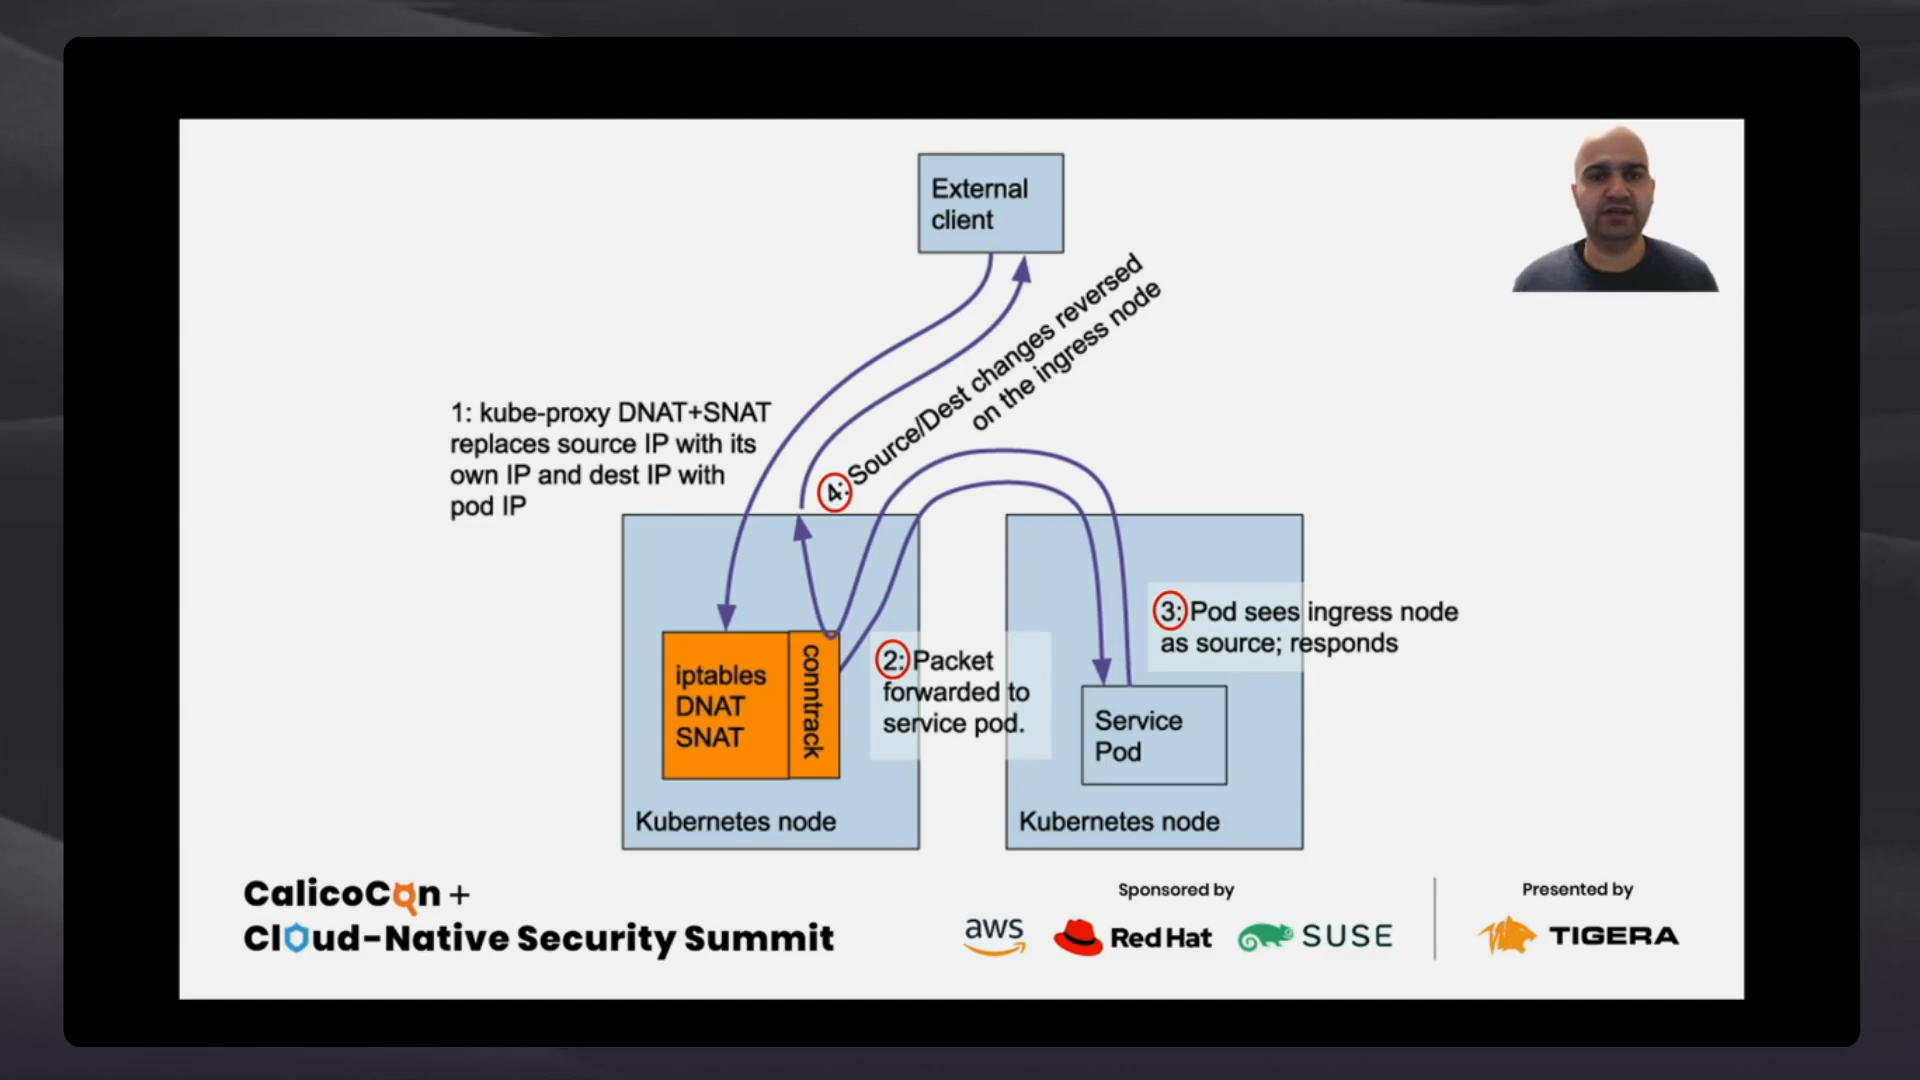 External
client
4: Source/Dest changes reversed
on the ingress node
1: kube-proxy DNAT+SNAT
replaces source IP with its
own IP and dest IP with
pod IP
iptables
DNAT
SNAT
conntrack
2: Packet
forwarded to
service pod.
3: Pod sees ingress node
as source; responds
Service
Pod
Kubernetes node
Kubernetes node
CalicoCon +
Cloud-Native Security Summit
Sponsored by
aws
Red Hat
SUSE
Presented by
TIGERA